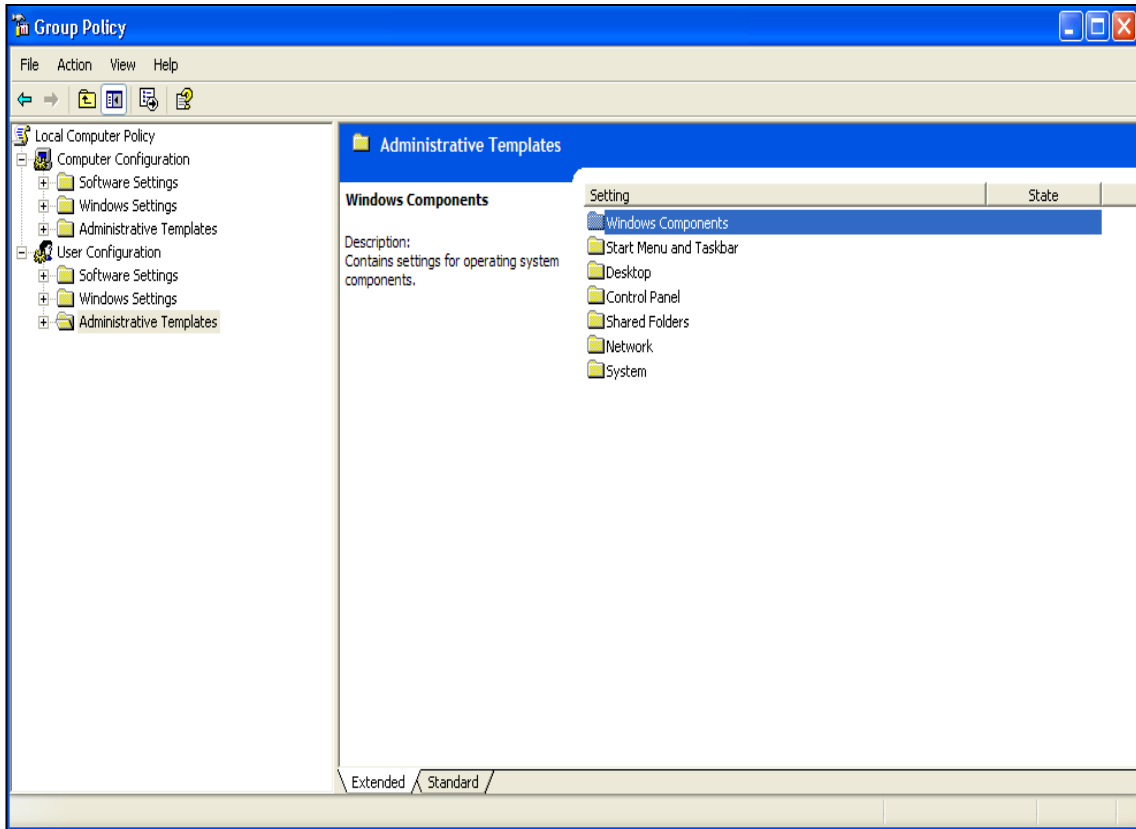 Group Policy
File Action View Help
Local Computer Policy
Computer Configuration
Software Settings
Windows Settings
Administrative Templates
User Configuration
Software Settings
Windows Settings
Administrative Templates
Administrative Templates
Windows Components
Description:
Contains settings for operating system
components.
Setting State
Windows Components
Start Menu and Taskbar
Desktop
Control Panel
Shared Folders
Network
System
Extended Standard